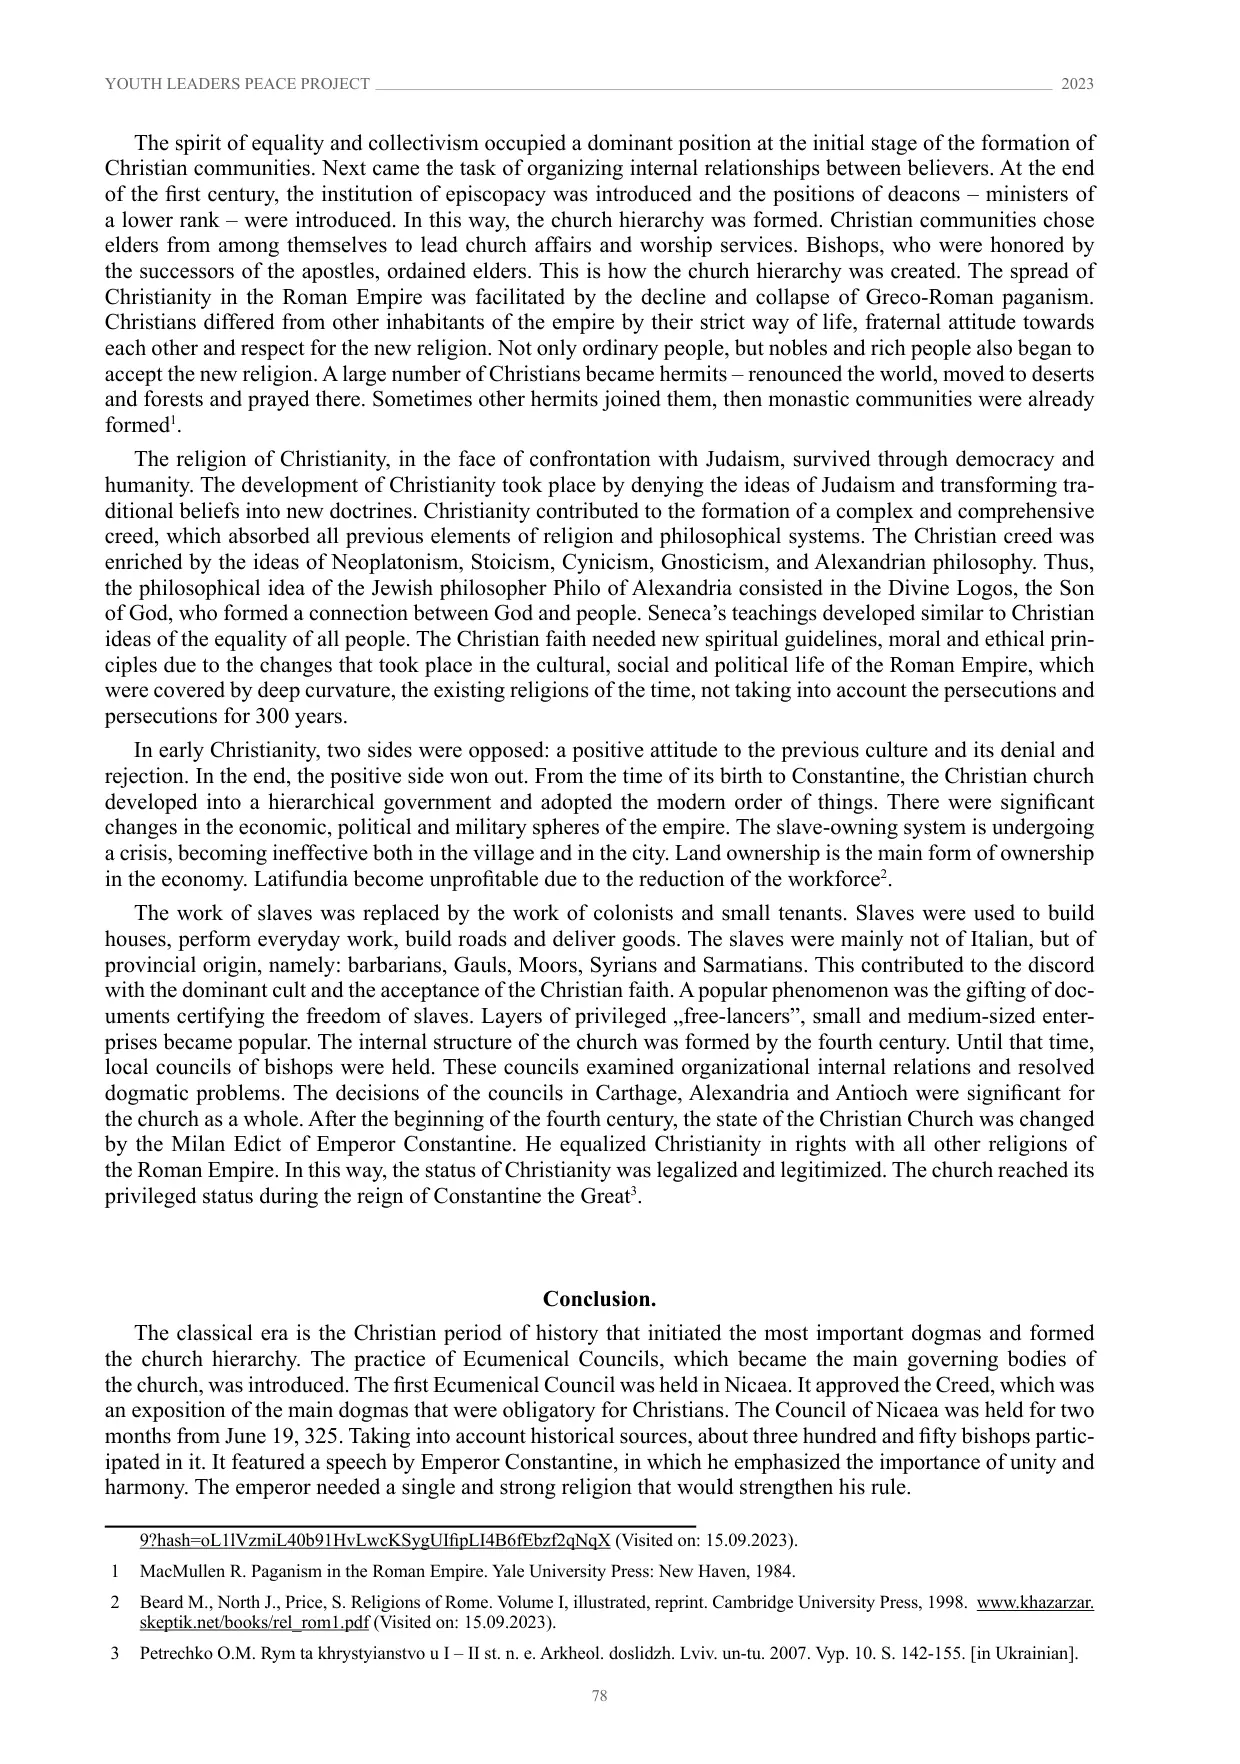 YOUTH LEADERS PEACE PROJECT 2023
The spirit of equality and collectivism occupied a dominant position at the initial stage of the formation of
Christian communities. Next came the task of organizing internal relationships between believers. At the end
of the first century, the institution of episcopacy was introduced and the positions of deacons – ministers of
a lower rank – were introduced. In this way, the church hierarchy was formed. Christian communities chose
elders from among themselves to lead church affairs and worship services. Bishops, who were honored by
the successors of the apostles, ordained elders. This is how the church hierarchy was created. The spread of
Christianity in the Roman Empire was facilitated by the decline and collapse of Greco-Roman paganism.
Christians differed from other inhabitants of the empire by their strict way of life, fraternal attitude towards
each other and respect for the new religion. Not only ordinary people, but nobles and rich people also began to
accept the new religion. A large number of Christians became hermits – renounced the world, moved to deserts
and forests and prayed there. Sometimes other hermits joined them, then monastic communities were already
formed1.
The religion of Christianity, in the face of confrontation with Judaism, survived through democracy and
humanity. The development of Christianity took place by denying the ideas of Judaism and transforming tra-
ditional beliefs into new doctrines. Christianity contributed to the formation of a complex and comprehensive
creed, which absorbed all previous elements of religion and philosophical systems. The Christian creed was
enriched by the ideas of Neoplatonism, Stoicism, Cynicism, Gnosticism, and Alexandrian philosophy. Thus,
the philosophical idea of the Jewish philosopher Philo of Alexandria consisted in the Divine Logos, the Son
of God, who formed a connection between God and people. Seneca’s teachings developed similar to Christian
ideas of the equality of all people. The Christian faith needed new spiritual guidelines, moral and ethical prin-
ciples due to the changes that took place in the cultural, social and political life of the Roman Empire, which
were covered by deep curvature, the existing religions of the time, not taking into account the persecutions and
persecutions for 300 years.
In early Christianity, two sides were opposed: a positive attitude to the previous culture and its denial and
rejection. In the end, the positive side won out. From the time of its birth to Constantine, the Christian church
developed into a hierarchical government and adopted the modern order of things. There were significant
changes in the economic, political and military spheres of the empire. The slave-owning system is undergoing
a crisis, becoming ineffective both in the village and in the city. Land ownership is the main form of ownership
in the economy. Latifundia become unprofitable due to the reduction of the workforce2.
The work of slaves was replaced by the work of colonists and small tenants. Slaves were used to build
houses, perform everyday work, build roads and deliver goods. The slaves were mainly not of Italian, but of
provincial origin, namely: barbarians, Gauls, Moors, Syrians and Sarmatians. This contributed to the discord
with the dominant cult and the acceptance of the Christian faith. A popular phenomenon was the gifting of doc-
uments certifying the freedom of slaves. Layers of privileged „free-lancers”, small and medium-sized enter-
prises became popular. The internal structure of the church was formed by the fourth century. Until that time,
local councils of bishops were held. These councils examined organizational internal relations and resolved
dogmatic problems. The decisions of the councils in Carthage, Alexandria and Antioch were significant for
the church as a whole. After the beginning of the fourth century, the state of the Christian Church was changed
by the Milan Edict of Emperor Constantine. He equalized Christianity in rights with all other religions of
the Roman Empire. In this way, the status of Christianity was legalized and legitimized. The church reached its
privileged status during the reign of Constantine the Great3.
Conclusion.
The classical era is the Christian period of history that initiated the most important dogmas and formed
the church hierarchy. The practice of Ecumenical Councils, which became the main governing bodies of
the church, was introduced. The first Ecumenical Council was held in Nicaea. It approved the Creed, which was
an exposition of the main dogmas that were obligatory for Christians. The Council of Nicaea was held for two
months from June 19, 325. Taking into account historical sources, about three hundred and fifty bishops partic-
ipated in it. It featured a speech by Emperor Constantine, in which he emphasized the importance of unity and
harmony. The emperor needed a single and strong religion that would strengthen his rule.
9?hash=oL1lVzmiL40b91HvLwcKSygUIfipLI4B6fEbzf2qNqX (Visited on: 15.09.2023).
1 MacMullen R. Paganism in the Roman Empire. Yale University Press: New Haven, 1984.
2 Beard M., North J., Price, S. Religions of Rome. Volume I, illustrated, reprint. Cambridge University Press, 1998. www.khazarzar.
skeptik.net/books/rel_rom1.pdf (Visited on: 15.09.2023).
3 Petrechko O.M. Rym ta khrystyianstvo u I – II st. n. e. Arkheol. doslidzh. Lviv. un-tu. 2007. Vyp. 10. S. 142-155. [in Ukrainian].
78